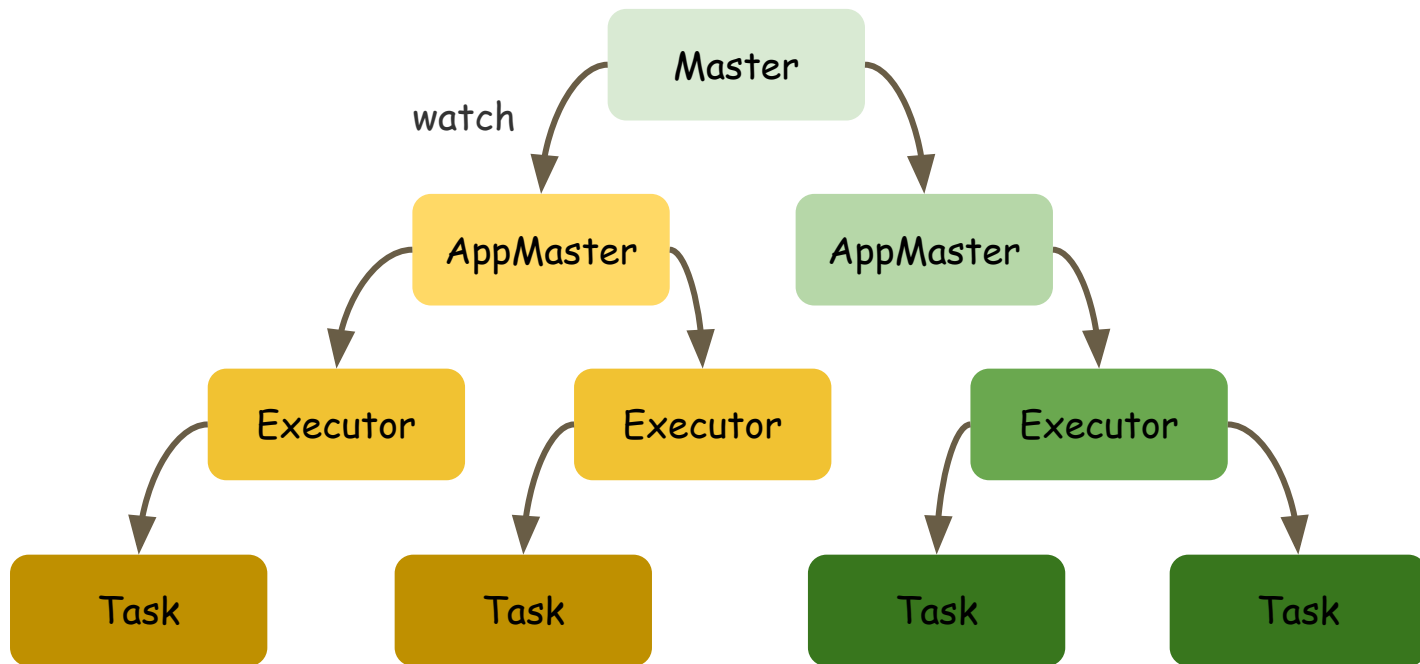 Master
watch
AppMaster
AppMaster
Executor
Executor
Executor
Task
Task
Task
Task